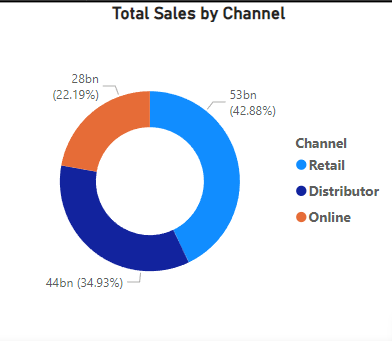 Total Sales by Channel
28bn
(22.19%)
53bn
(42.88%)
Channel
Retail
Distributor
Online
44bn (34.93%)